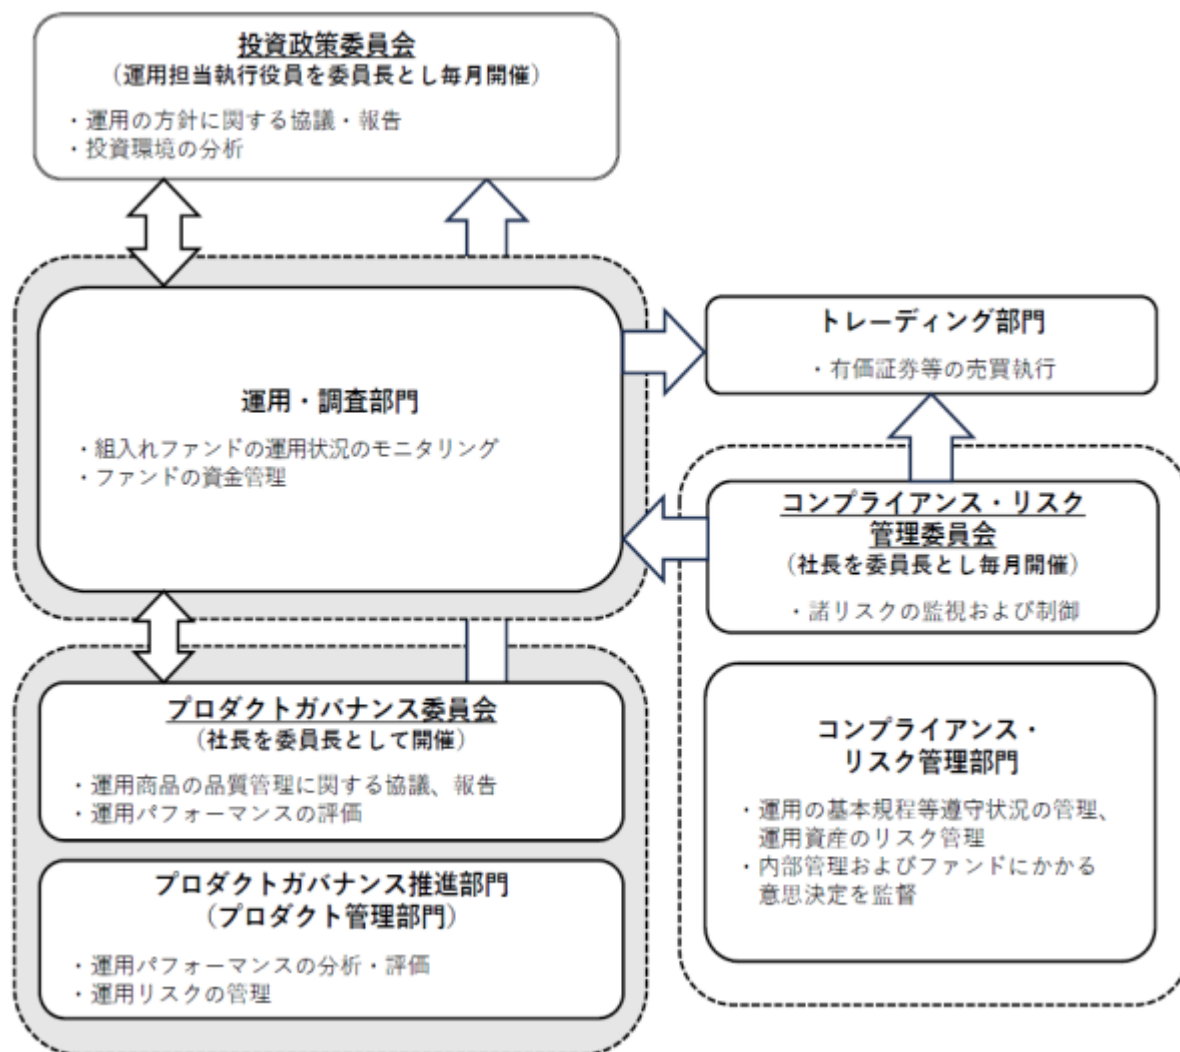 投資政策委員会
（運用担当執行役員を委員長とし毎月開催）
・運用の方針に関する協議・報告
・投資環境の分析
運用・調査部門
・組入れファンドの運用状況のモニタリング
・ファンドの資金管理
トレーディング部門
・有価証券等の売買執行
コンプライアンス・リスク
管理委員会
（社長を委員長とし毎月開催）
・諸リスクの監視および制御
プロダクトガバナンス委員会
（社長を委員長として開催）
・運用商品の品質管理に関する協議、報告
・運用パフォーマンスの評価
プロダクトガバナンス推進部門
（プロダクト管理部門）
・運用パフォーマンスの分析・評価
・運用リスクの管理
コンプライアンス・
リスク管理部門
・運用の基本規程等遵守状況の管理、
運用資産のリスク管理
・内部管理およびファンドにかかる
意思決定を監督